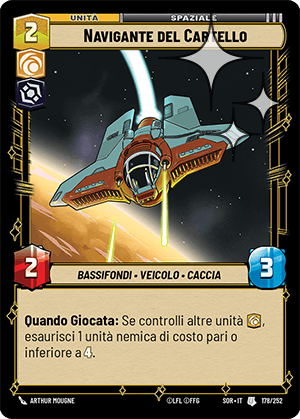 UNITÀ
SPAZIALE
2
NAVIGANTE DEL CARTELLO
2
3
BASSIFONDI • VEICOLO • CACCIA
Quando Giocata: Se controlli altre unità ,
esaurisci 1 unità nemica di costo pari o
inferiore a 4.
ARTHUR MOUGNE
©LFL ©FFG
SOR • IT
178/252